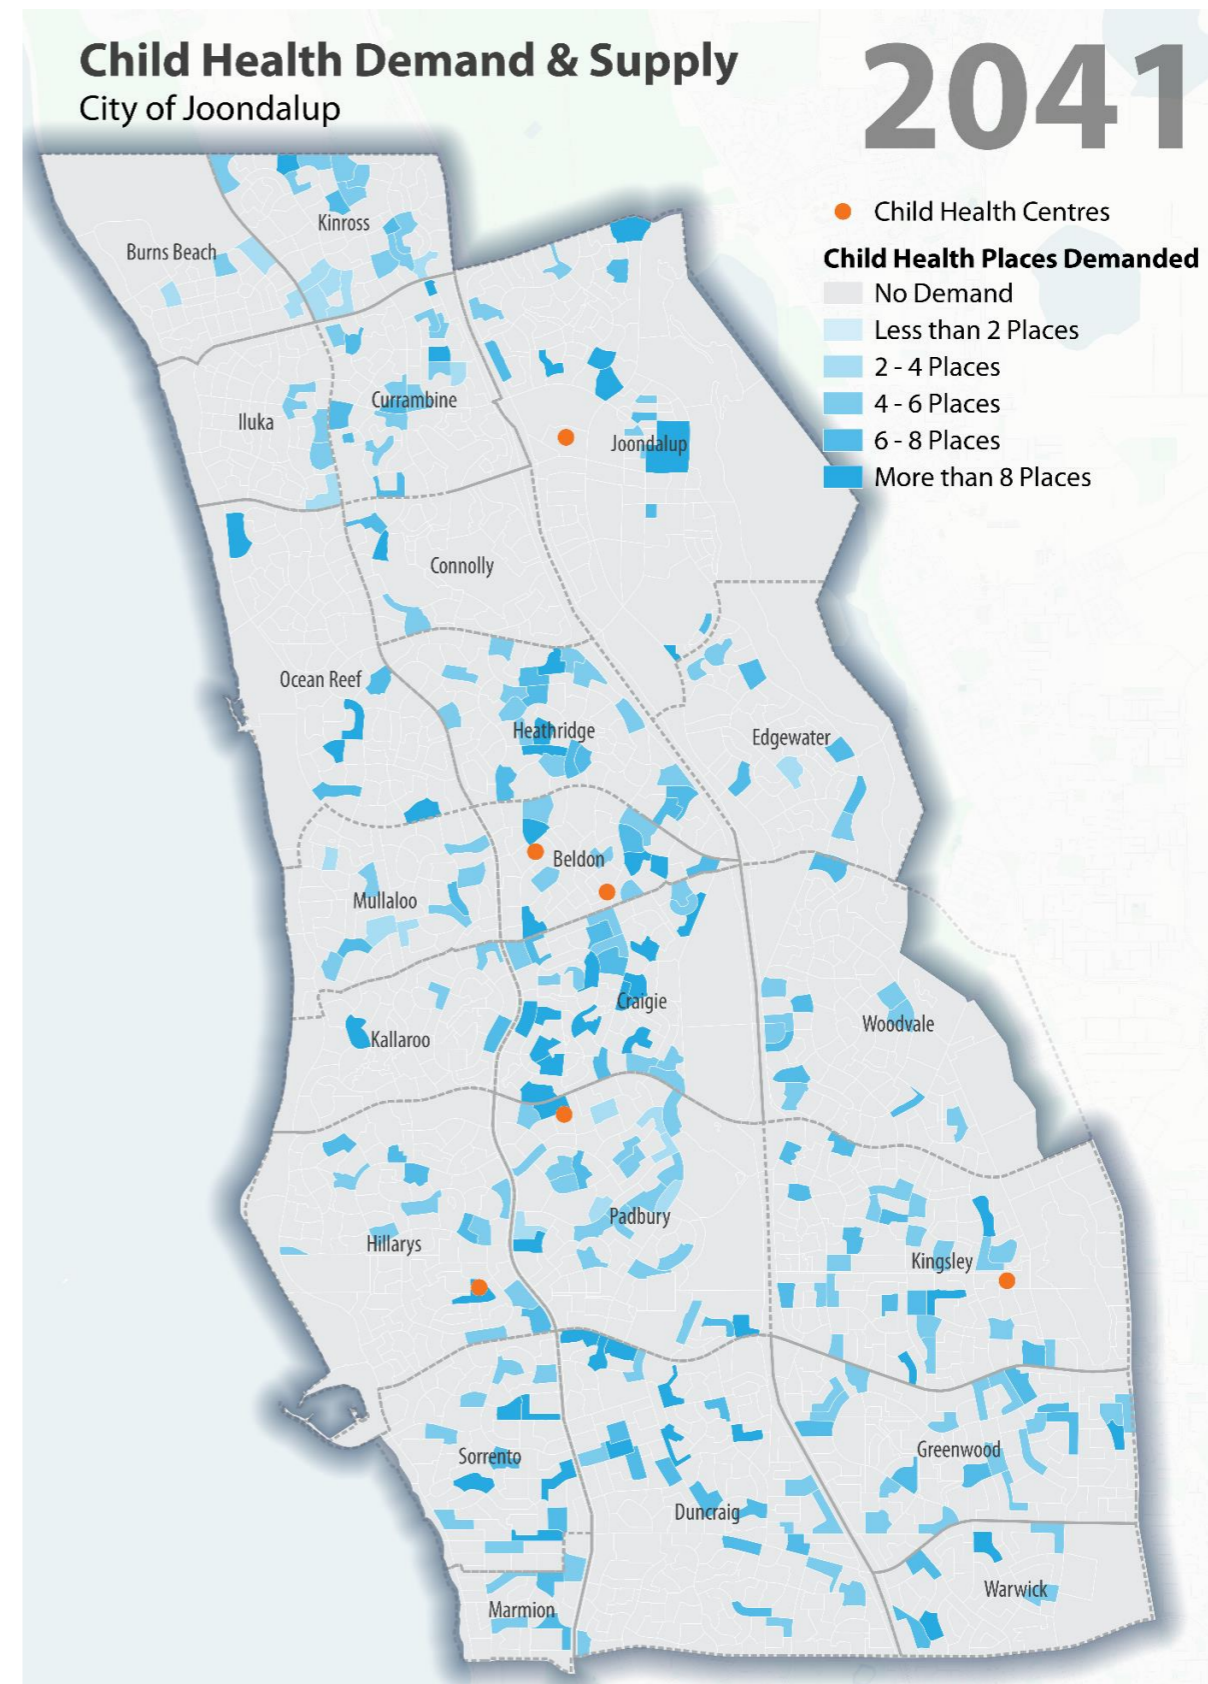 Child Health Demand & Supply
City of Joondalup
2041
Child Health Centres
Child Health Places Demanded
No Demand
Less than 2 Places
2 - 4 Places
4 - 6 Places
6 - 8 Places
More than 8 Places
Kinross
Burns Beach
Currambine
Iluka
Joondalup
Connolly
Ocean Reef
Heathridge
Edgewater
Beldon
Mullaloo
Craigie
Woodvale
Kallaroo
Padbury
Hillarys
Kingsley
Greenwood
Sorrento
Duncraig
Warwick
Marmion